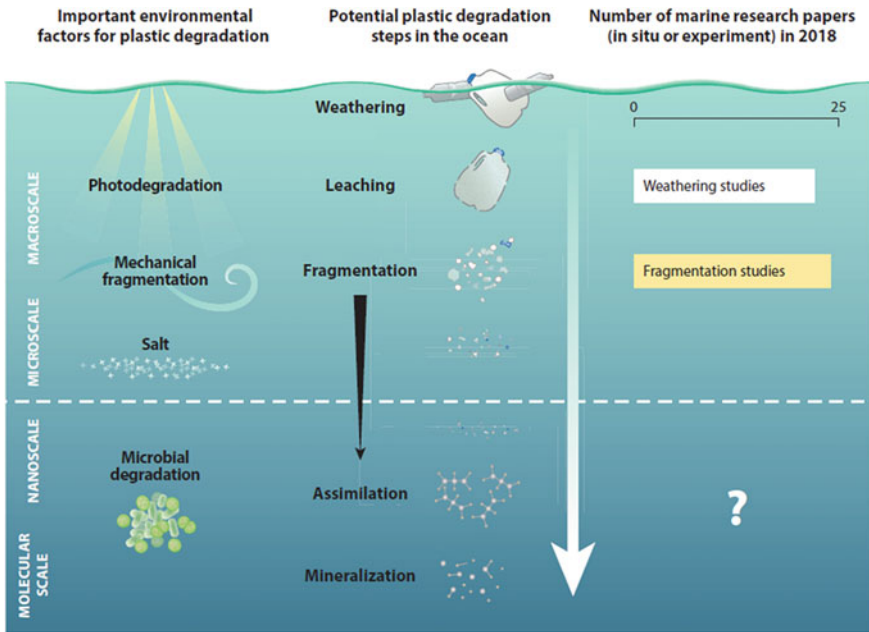 Important environmental
factors for plastic degradation
Potential plastic degradation
steps in the ocean
Number of marine research papers
(in situ or experiment) in 2018
Weathering
0
25
MACROSCALE
Photodegradation
Leaching
Weathering studies
Mechanical
fragmentation
Fragmentation
Fragmentation studies
MICROSCALE
Salt
NANOSCALE
Microbial
degradation
Assimilation
?
MOLECULAR
SCALE
Mineralization